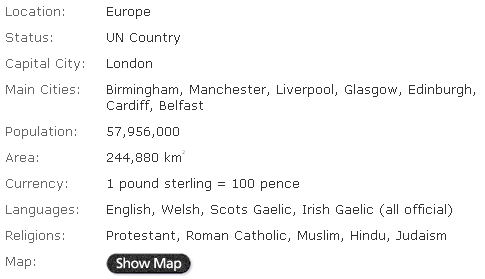 Location: Europe
Status: UN Country
Capital City: London
Main Cities: Birmingham, Manchester, Liverpool, Glasgow, Edinburgh,
Cardiff, Belfast
Population: 57,956,000
Area: 244,880 km²
Currency: 1 pound sterling = 100 pence
Languages: English, Welsh, Scots Gaelic, Irish Gaelic (all official)
Religions: Protestant, Roman Catholic, Muslim, Hindu, Judaism
Map: Show Map